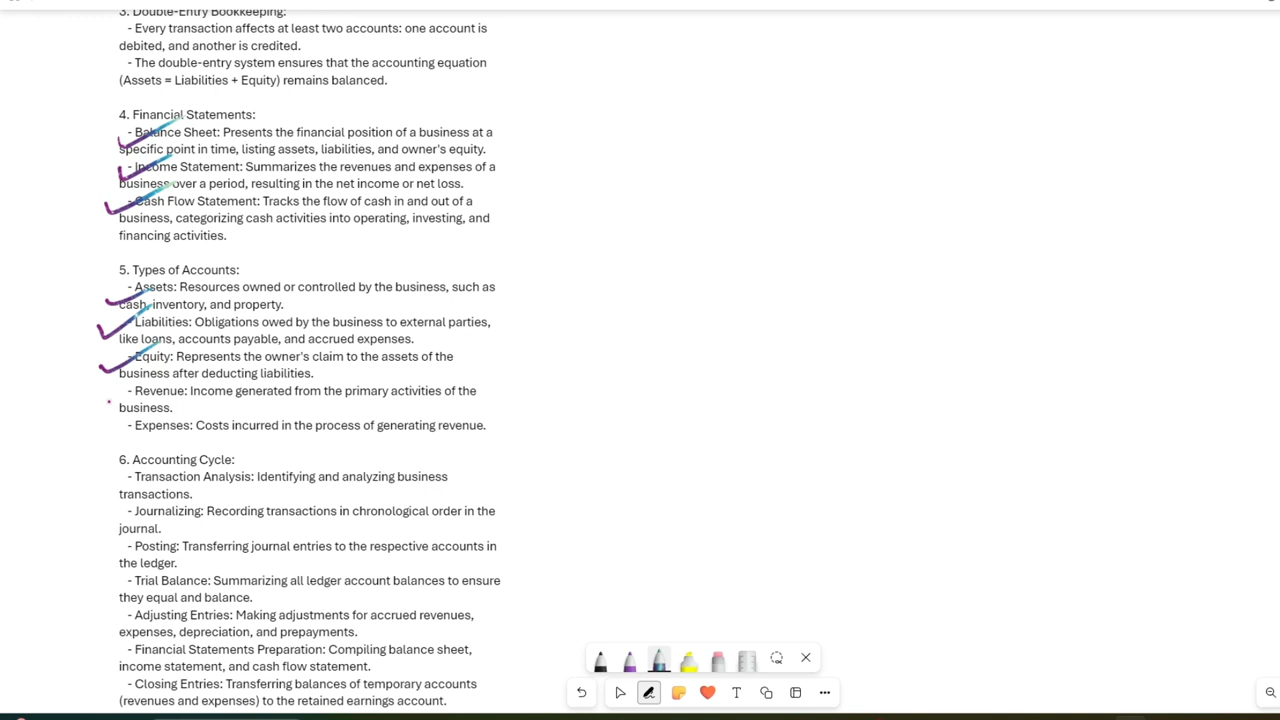 3. Double-Entry Bookkeeping:
- Every transaction affects at least two accounts: one account is
debited, and another is credited.
- The double-entry system ensures that the accounting equation
(Assets = Liabilities + Equity) remains balanced.
4. Financial Statements:
- Balance Sheet: Presents the financial position of a business at a
specific point in time, listing assets, liabilities, and owner's equity.
- Income Statement: Summarizes the revenues and expenses of a
business over a period, resulting in the net income or net loss.
- Cash Flow Statement: Tracks the flow of cash in and out of a
business, categorizing cash activities into operating, investing, and
financing activities.
5. Types of Accounts:
- Assets: Resources owned or controlled by the business, such as
cash, inventory, and property.
- Liabilities: Obligations owed by the business to external parties,
like loans, accounts payable, and accrued expenses.
- Equity: Represents the owner's claim to the assets of the
business after deducting liabilities.
- Revenue: Income generated from the primary activities of the
business.
- Expenses: Costs incurred in the process of generating revenue.
6. Accounting Cycle:
- Transaction Analysis: Identifying and analyzing business
transactions.
- Journalizing: Recording transactions in chronological order in the
journal.
- Posting: Transferring journal entries to the respective accounts in
the ledger.
- Trial Balance: Summarizing all ledger account balances to ensure
they equal and balance.
- Adjusting Entries: Making adjustments for accrued revenues,
expenses, depreciation, and prepayments.
- Financial Statements Preparation: Compiling balance sheet,
income statement, and cash flow statement.
- Closing Entries: Transferring balances of temporary accounts
(revenues and expenses) to the retained earnings account.